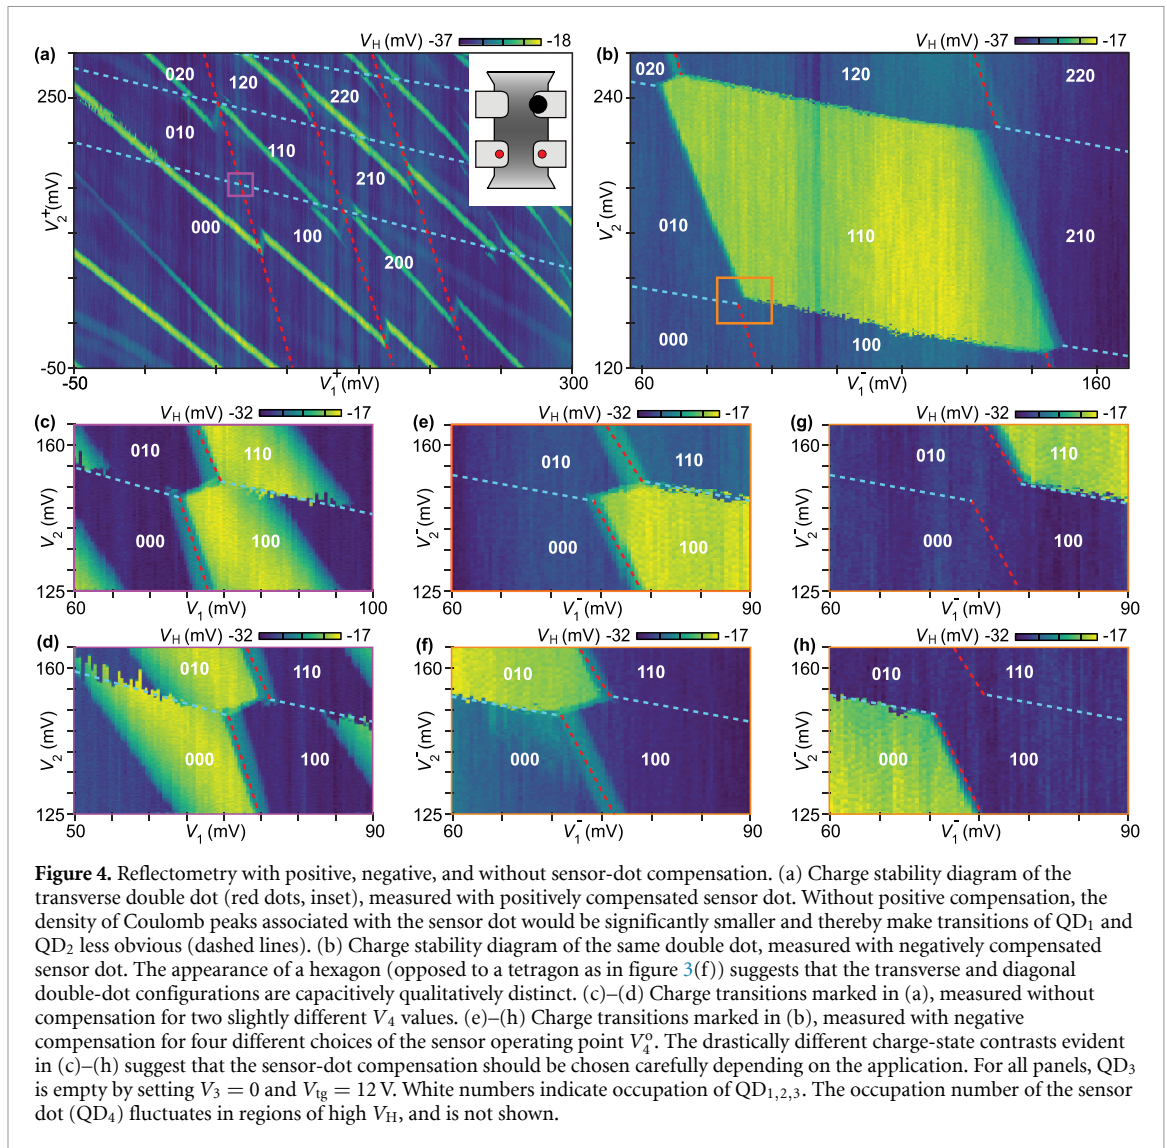 (a)
V_H (mV) -37 -18
020
120
220
250
010
110
210
V_2^+ (mV)
000
100
200
-50
-50
V_1^+ (mV)
300
(b)
V_H (mV) -37 -17
020
120
220
240
V_2^- (mV)
010
110
210
000
100
120
60
V_1^- (mV)
160
(c)
V_H (mV) -32 -17
160
010
110
V_2 (mV)
000
100
125
60
V_1 (mV)
100
(e)
V_H (mV) -32 -17
160
010
110
V_2^- (mV)
000
100
125
60
V_1^- (mV)
90
(g)
V_H (mV) -32 -17
160
010
110
V_2^- (mV)
000
100
125
60
V_1^- (mV)
90
(d)
V_H (mV) -32 -17
160
010
110
V_2 (mV)
000
100
125
50
V_1 (mV)
90
(f)
V_H (mV) -32 -17
160
010
110
V_2^- (mV)
000
100
125
60
V_1^- (mV)
90
(h)
V_H (mV) -32 -17
160
010
110
V_2^- (mV)
000
100
125
60
V_1^- (mV)
90
Figure 4. Reflectometry with positive, negative, and without sensor-dot compensation. (a) Charge stability diagram of the
transverse double dot (red dots, inset), measured with positively compensated sensor dot. Without positive compensation, the
density of Coulomb peaks associated with the sensor dot would be significantly smaller and thereby make transitions of QD₁ and
QD₂ less obvious (dashed lines). (b) Charge stability diagram of the same double dot, measured with negatively compensated
sensor dot. The appearance of a hexagon (opposed to a tetragon as in figure 3(f)) suggests that the transverse and diagonal
double-dot configurations are capacitively qualitatively distinct. (c)–(d) Charge transitions marked in (a), measured without
compensation for two slightly different V₄ values. (e)–(h) Charge transitions marked in (b), measured with negative
compensation for four different choices of the sensor operating point V₄°. The drastically different charge-state contrasts evident
in (c)–(h) suggest that the sensor-dot compensation should be chosen carefully depending on the application. For all panels, QD₃
is empty by setting V₃ = 0 and V_tg = 12 V. White numbers indicate occupation of QD₁,₂,₃. The occupation number of the sensor
dot (QD₄) fluctuates in regions of high V_H, and is not shown.